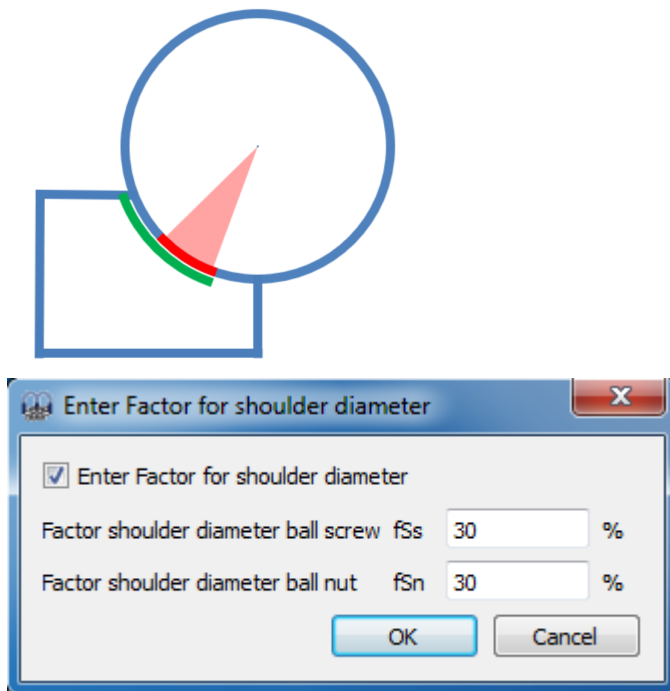 Enter Factor for shoulder diameter
Enter Factor for shoulder diameter
Factor shoulder diameter ball screw fSs 30 %
Factor shoulder diameter ball nut fSn 30 %
OK Cancel